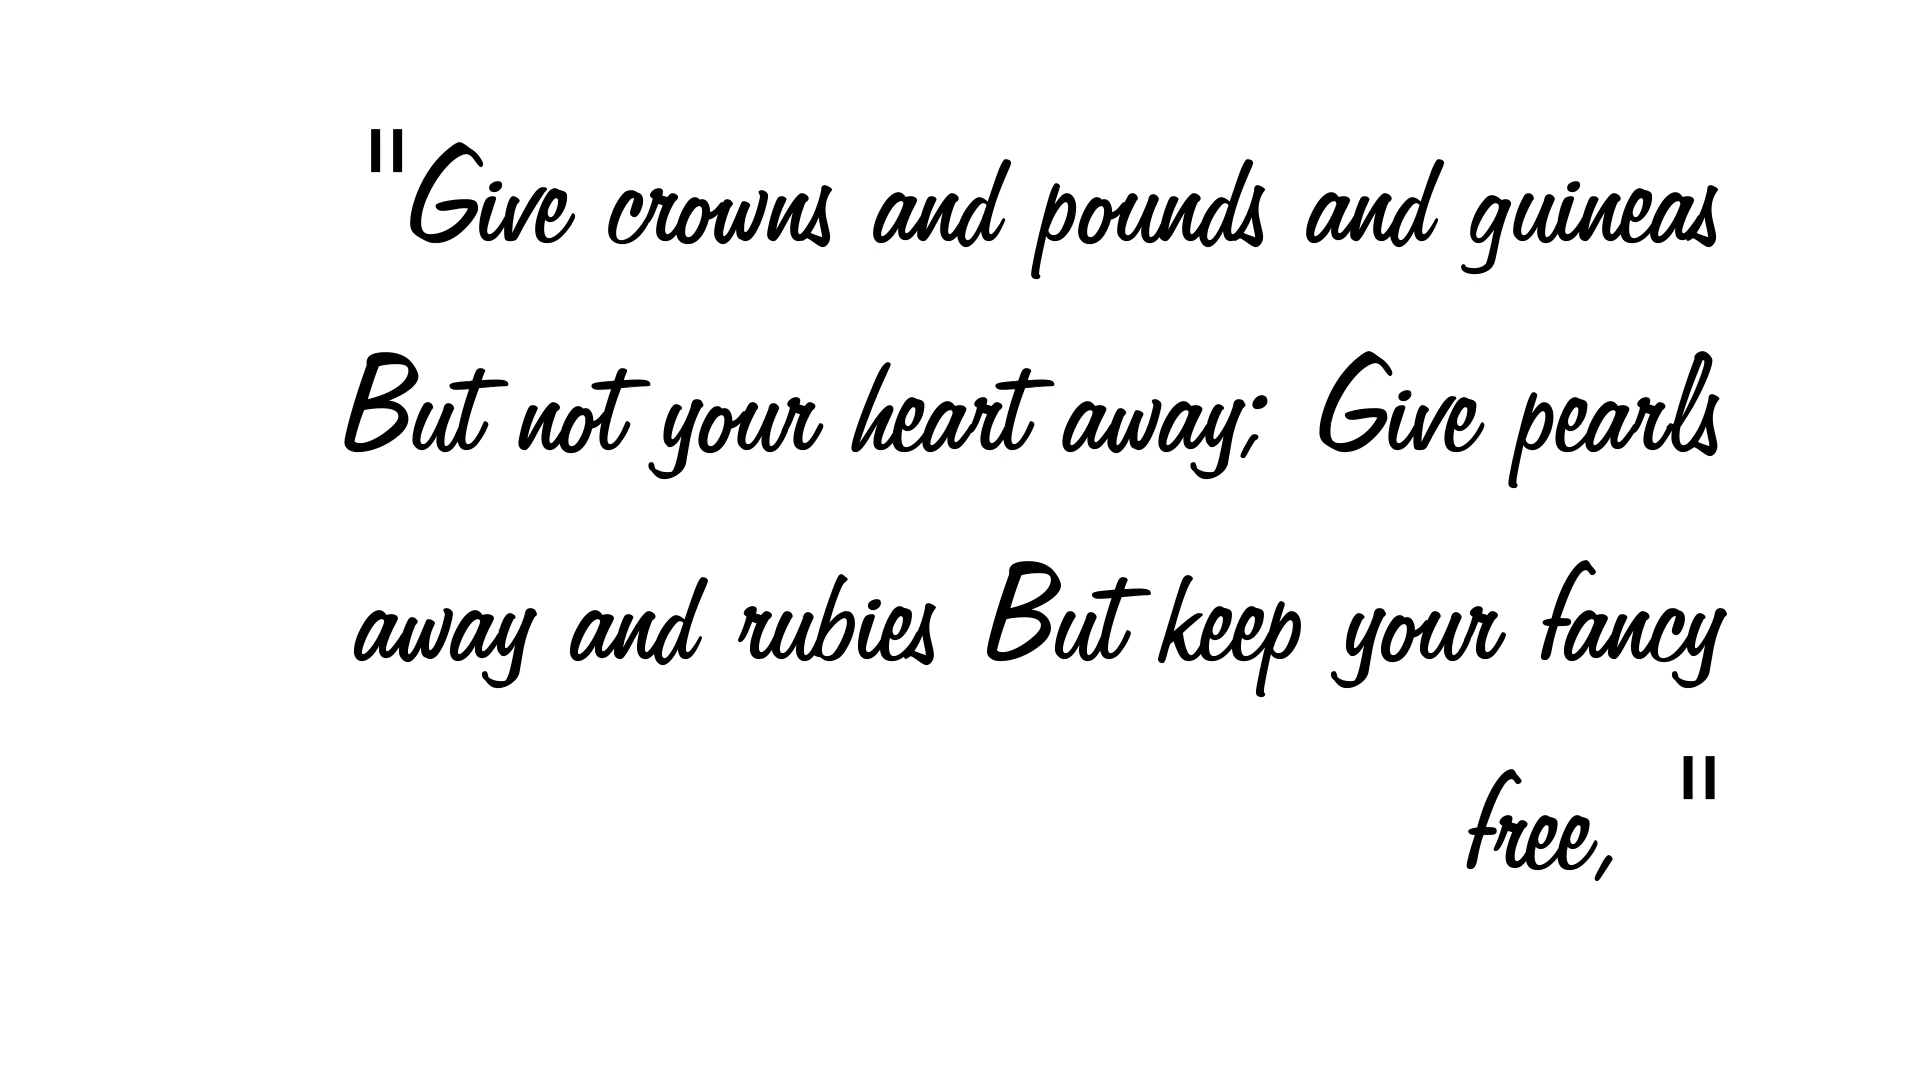 "Give crowns and pounds and guineas
But not your heart away; Give pearls
away and rubies But keep your fancy
free, "